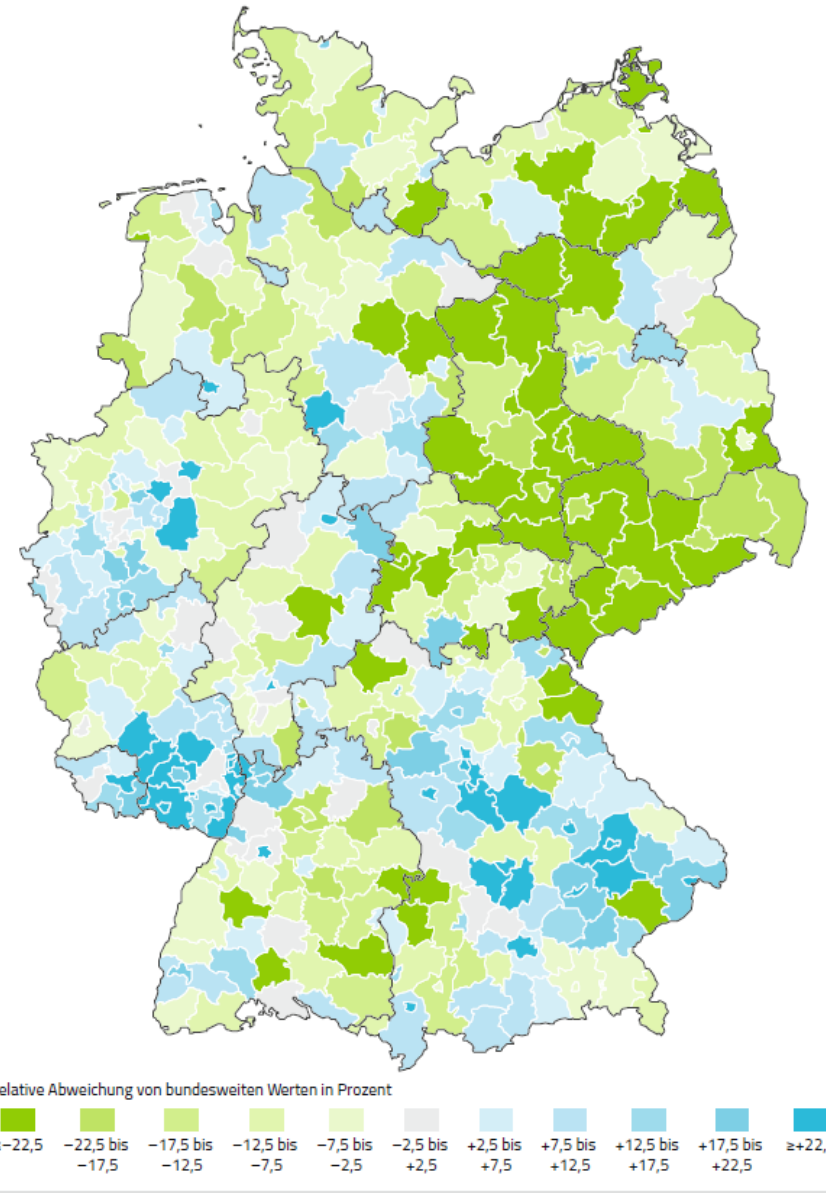 elative Abweichung von bundesweiten Werten in Prozent
−22,5
−22,5 bis −17,5
−17,5 bis −12,5
−12,5 bis −7,5
−7,5 bis −2,5
−2,5 bis +2,5
+2,5 bis +7,5
+7,5 bis +12,5
+12,5 bis +17,5
+17,5 bis +22,5
≥+22,